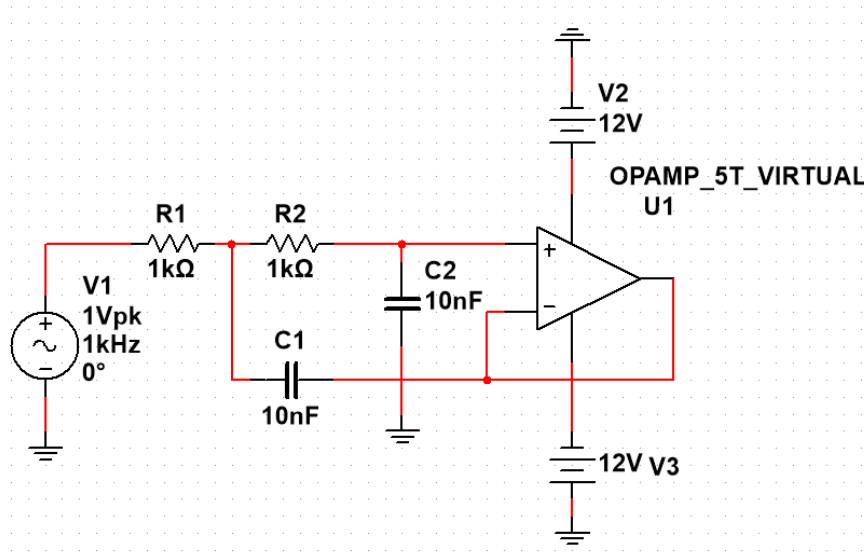 V2
12V
OPAMP_5T_VIRTUAL
U1
R1
1kΩ
R2
1kΩ
+
C2
10nF
−
V1
1Vpk
1kHz
0°
+
−
C1
10nF
12V V3